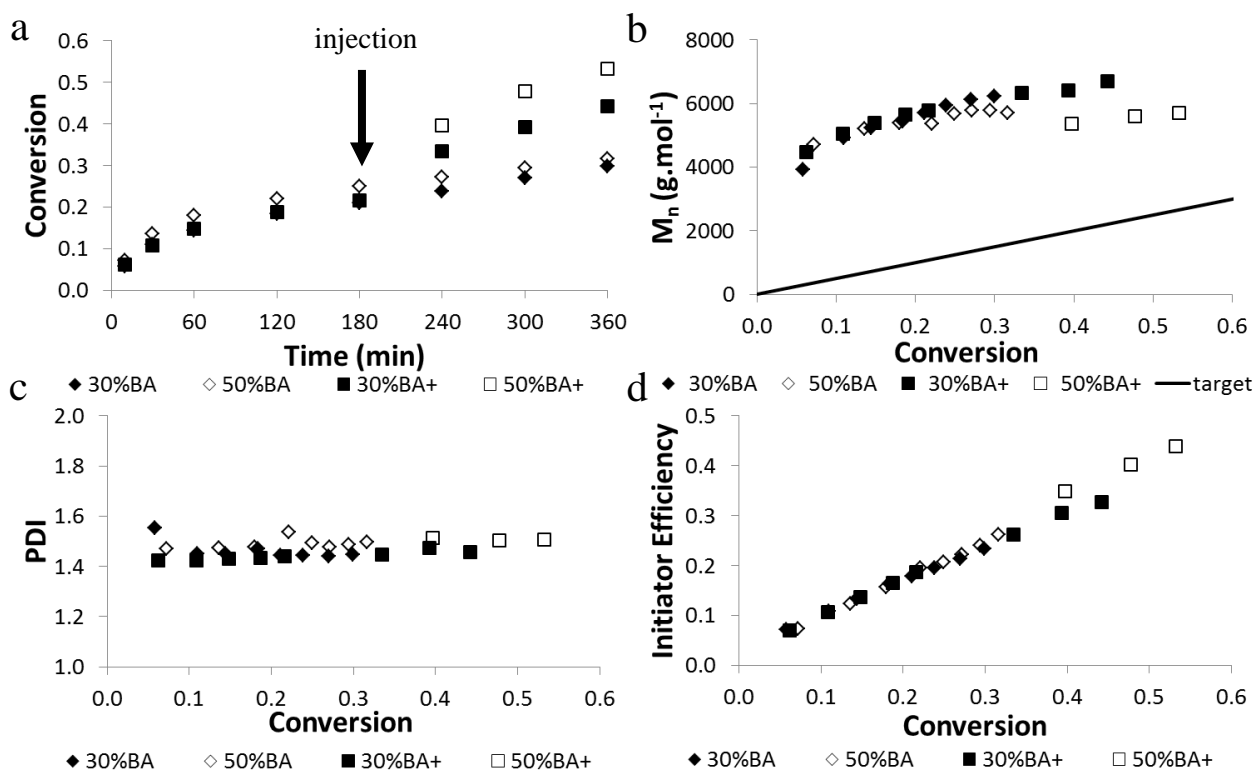 a
injection
Conversion
0.6
0.5
0.4
0.3
0.2
0.1
0.0
0 60 120 180 240 300 360
Time (min)
30%BA 50%BA 30%BA+ 50%BA+
b
Mn (g.mol-1)
8000
6000
4000
2000
0
0.0 0.1 0.2 0.3 0.4 0.5 0.6
Conversion
30%BA 50%BA 30%BA+ 50%BA+ target
c
PDI
2.0
1.8
1.6
1.4
1.2
1.0
0.0 0.1 0.2 0.3 0.4 0.5 0.6
Conversion
30%BA 50%BA 30%BA+ 50%BA+
d
Initiator Efficiency
0.5
0.4
0.3
0.2
0.1
0.0
0.0 0.1 0.2 0.3 0.4 0.5 0.6
Conversion
30%BA 50%BA 30%BA+ 50%BA+